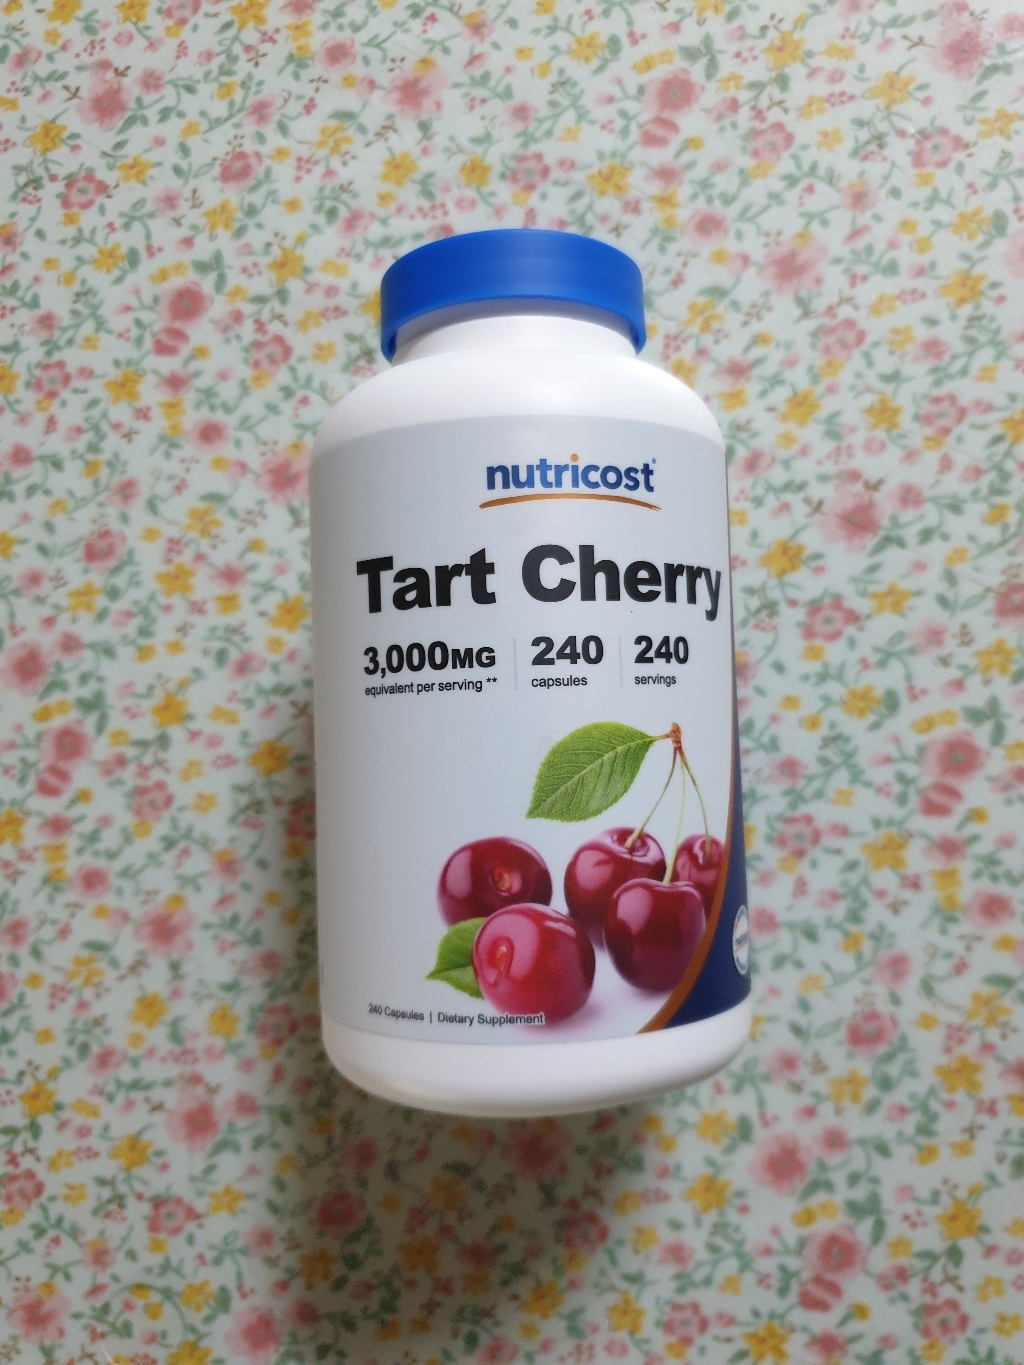 nutricost®
Tart Cherry
3,000MG
equivalent per serving **
240
capsules
240
servings
240 Capsules | Dietary Supplement